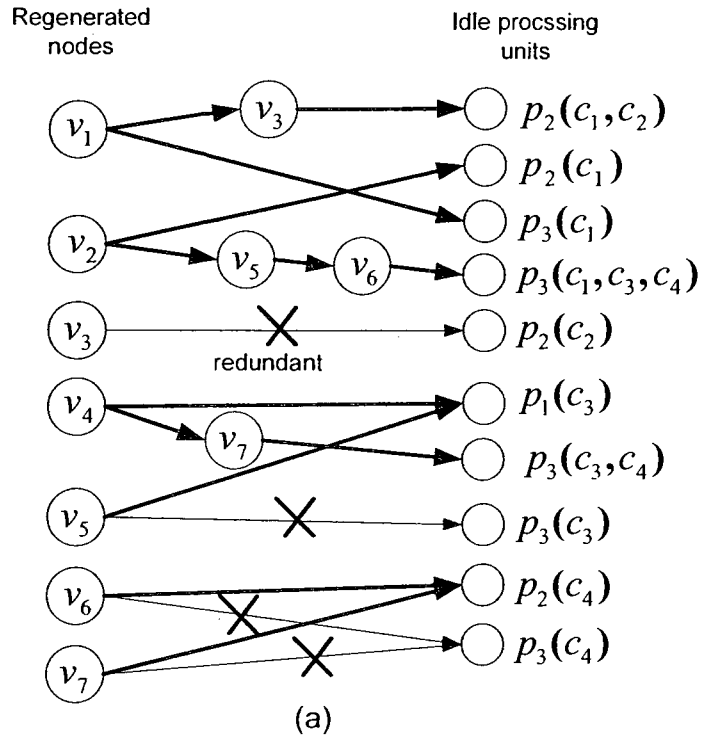 Regenerated
nodes
Idle procssing
units
v₁
v₃
p₂(c₁,c₂)
p₂(c₁)
p₃(c₁)
v₂
v₅
v₆
p₃(c₁,c₃,c₄)
v₃
p₂(c₂)
redundant
v₄
p₁(c₃)
v₇
p₃(c₃,c₄)
v₅
p₃(c₃)
v₆
p₂(c₄)
p₃(c₄)
v₇
(a)